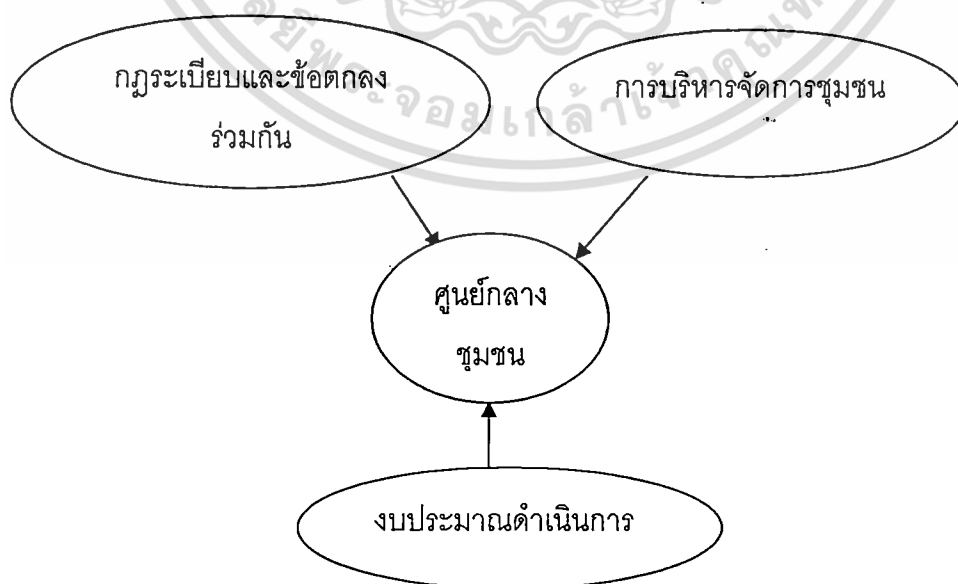 กฎระเบียบและข้อตกลง
ร่วมกัน
การบริหารจัดการชุมชน
ศูนย์กลาง
ชุมชน
งบประมาณดำเนินการ